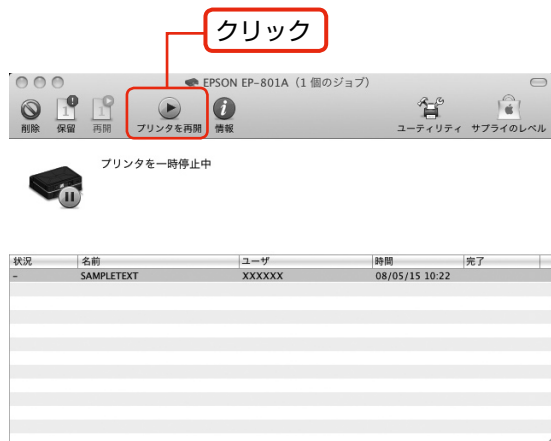 クリック
EPSON EP-801A（1 個のジョブ）
削除 保留 再開 プリンタを再開 情報 ユーティリティ サプライのレベル
プリンタを一時停止中
状況 名前 ユーザ 時間 完了
- SAMPLETEXT XXXXXX 08/05/15 10:22